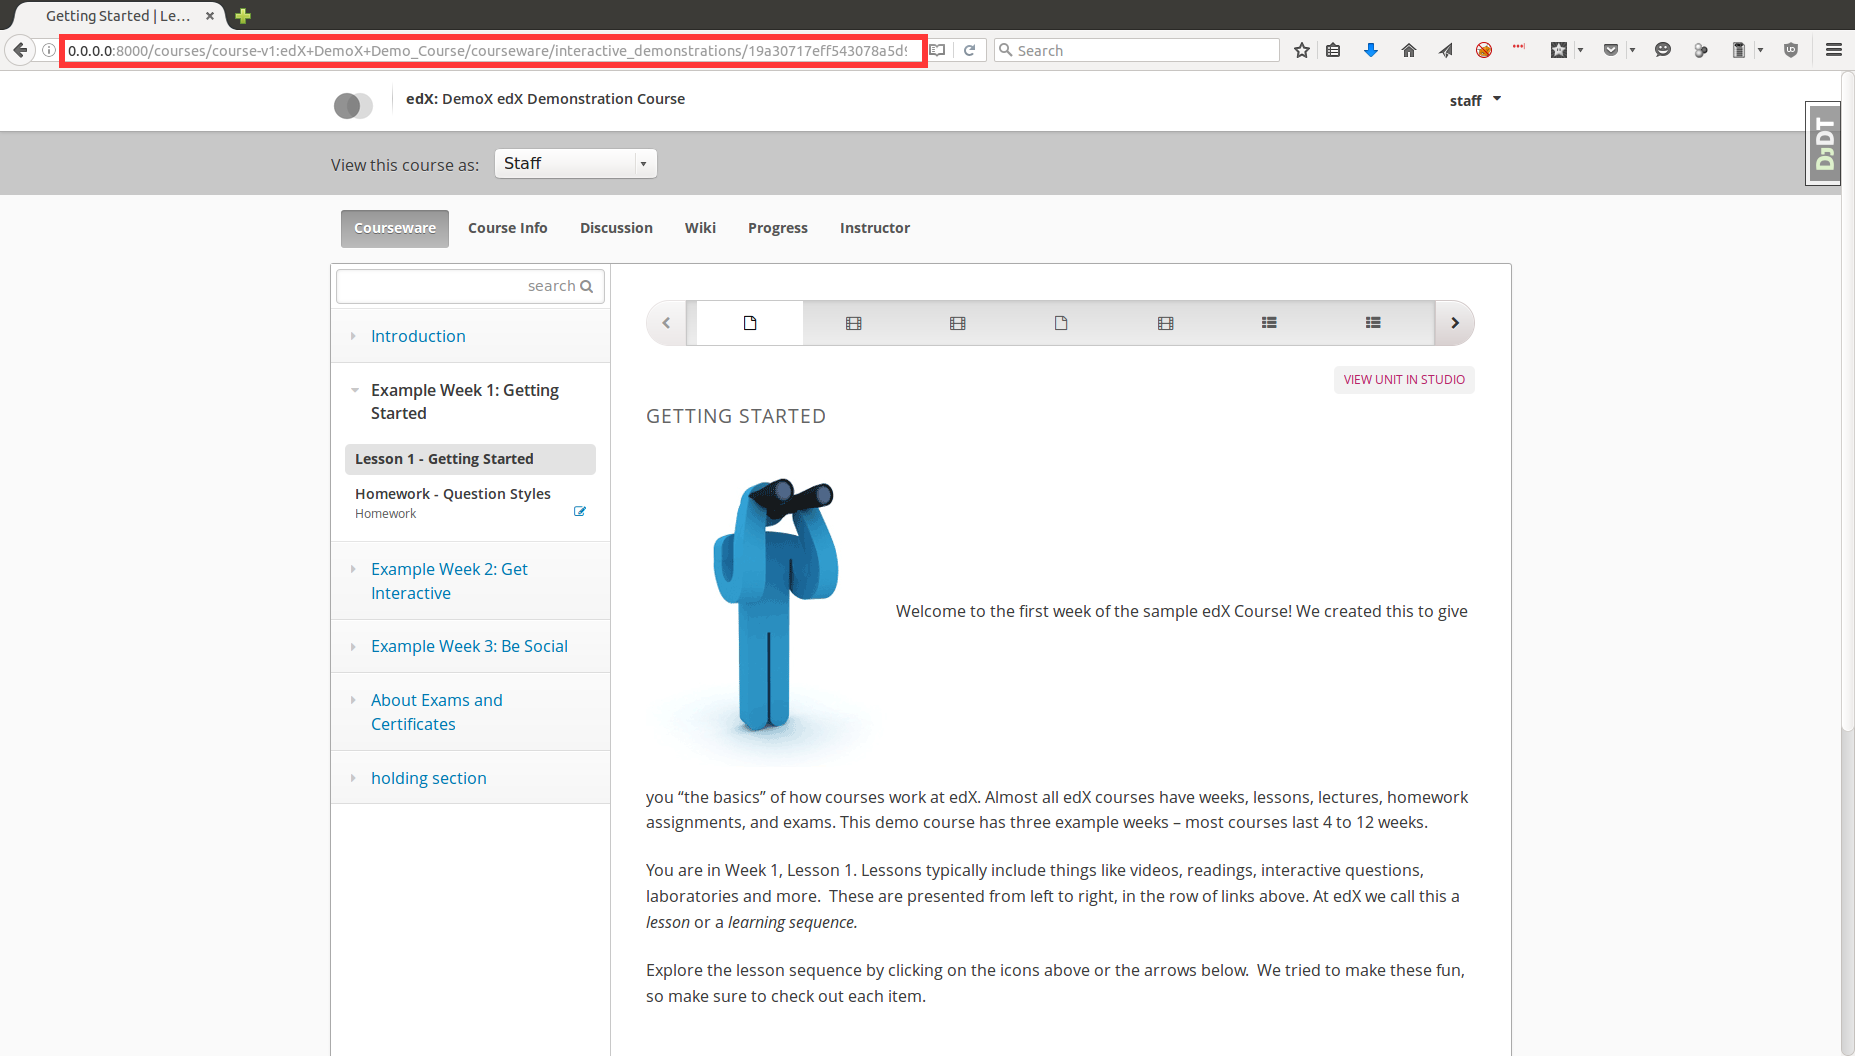 Getting Started | Le...
0.0.0.0:8000/courses/course-v1:edX+DemoX+Demo_Course/courseware/interactive_demonstrations/19a30717eff543078a5d9
Search
edX: DemoX edX Demonstration Course
staff
DjDT
View this course as: Staff
Courseware Course Info Discussion Wiki Progress Instructor
search
Introduction
Example Week 1: Getting
Started
Lesson 1 - Getting Started
Homework - Question Styles
Homework
Example Week 2: Get
Interactive
Example Week 3: Be Social
About Exams and
Certificates
holding section
VIEW UNIT IN STUDIO
GETTING STARTED
Welcome to the first week of the sample edX Course! We created this to give
you “the basics” of how courses work at edX. Almost all edX courses have weeks, lessons, lectures, homework
assignments, and exams. This demo course has three example weeks – most courses last 4 to 12 weeks.
You are in Week 1, Lesson 1. Lessons typically include things like videos, readings, interactive questions,
laboratories and more.  These are presented from left to right, in the row of links above. At edX we call this a
lesson or a learning sequence.
Explore the lesson sequence by clicking on the icons above or the arrows below.  We tried to make these fun,
so make sure to check out each item.